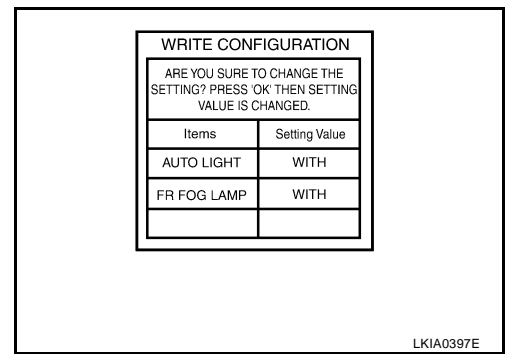 WRITE CONFIGURATION
ARE YOU SURE TO CHANGE THE
SETTING? PRESS 'OK' THEN SETTING
VALUE IS CHANGED.
Items Setting Value
AUTO LIGHT WITH
FR FOG LAMP WITH
LKIA0397E